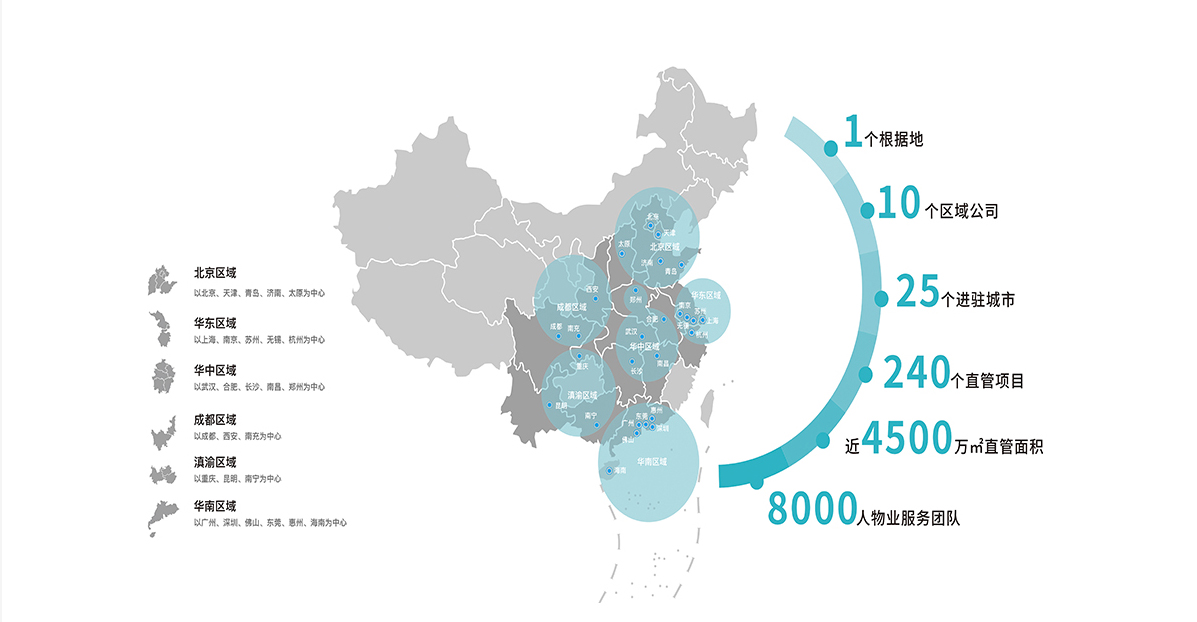 北京区域
以北京、天津、青岛、济南、太原为中心
华东区域
以上海、南京、苏州、无锡、杭州为中心
华中区域
以武汉、合肥、长沙、南昌、郑州为中心
成都区域
以成都、西安、南充为中心
滇渝区域
以重庆、昆明、南宁为中心
华南区域
以广州、深圳、佛山、东莞、惠州、海南为中心
北京
天津
太原
北京区域
济南
青岛
西安
郑州
华东区域
成都区域
南京
苏州
合肥
上海
无锡
成都
南充
武汉
杭州
华中区域
重庆
南昌
长沙
滇渝区域
昆明
南宁
惠州
东莞
广州
深圳
佛山
华南区域
海南
1个根据地
10个区域公司
25个进驻城市
240个直管项目
近4500万㎡直管面积
8000人物业服务团队